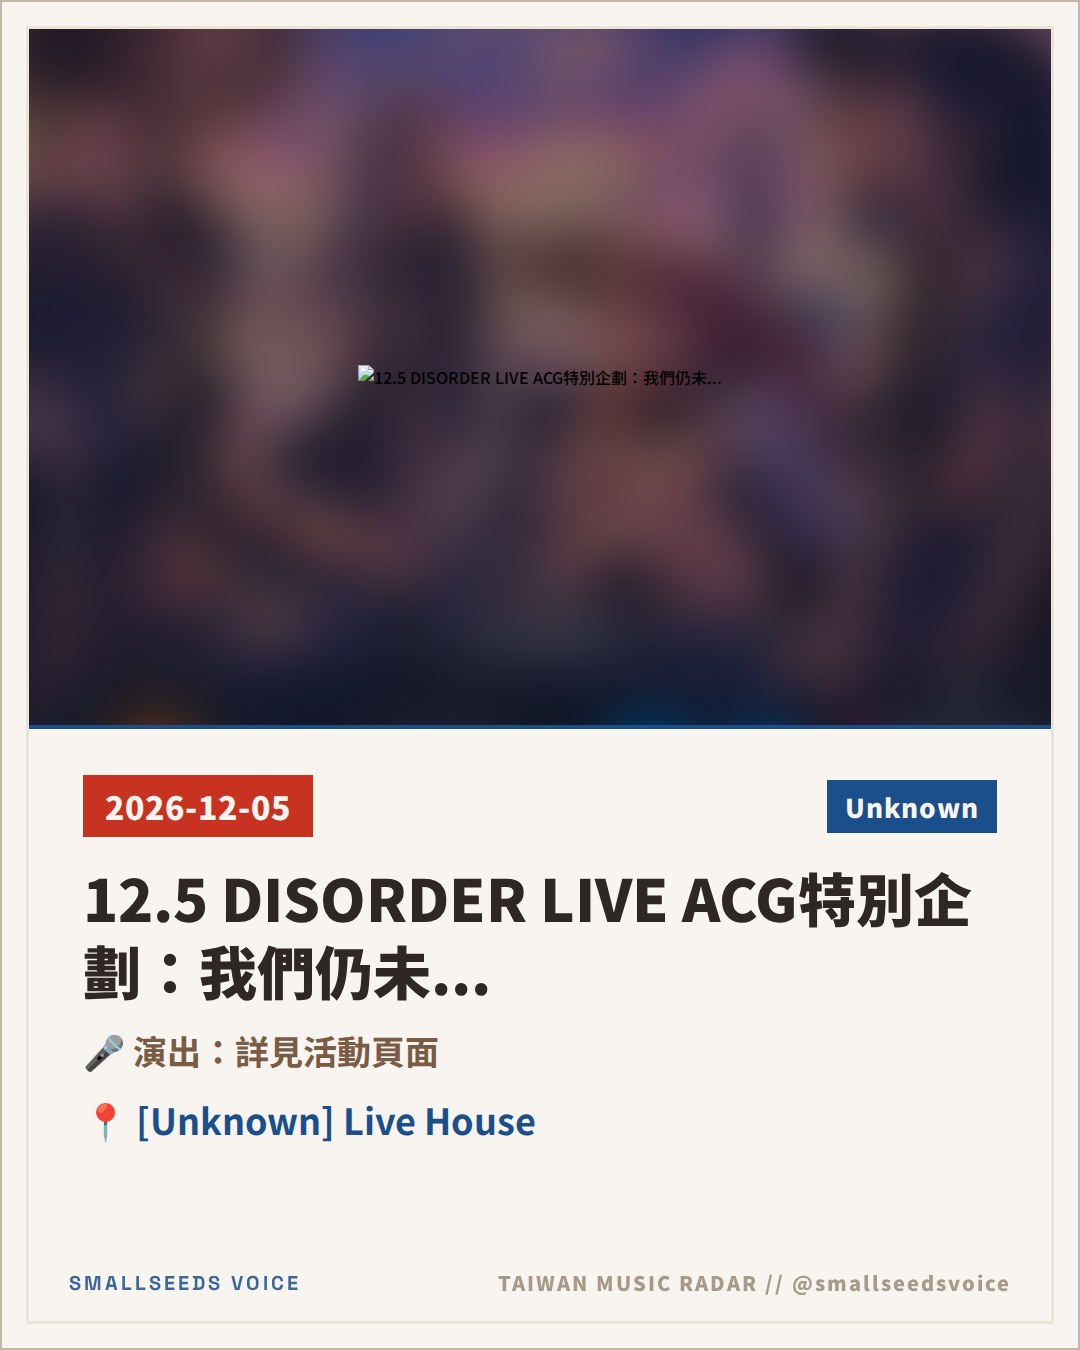 12.5 DISORDER LIVE ACG特別企劃：我們仍未...
2026-12-05
Unknown
12.5 DISORDER LIVE ACG特別企
劃：我們仍未...
演出：詳見活動頁面
[Unknown] Live House
SMALLSEEDS VOICE
TAIWAN MUSIC RADAR // @smallseedsvoice